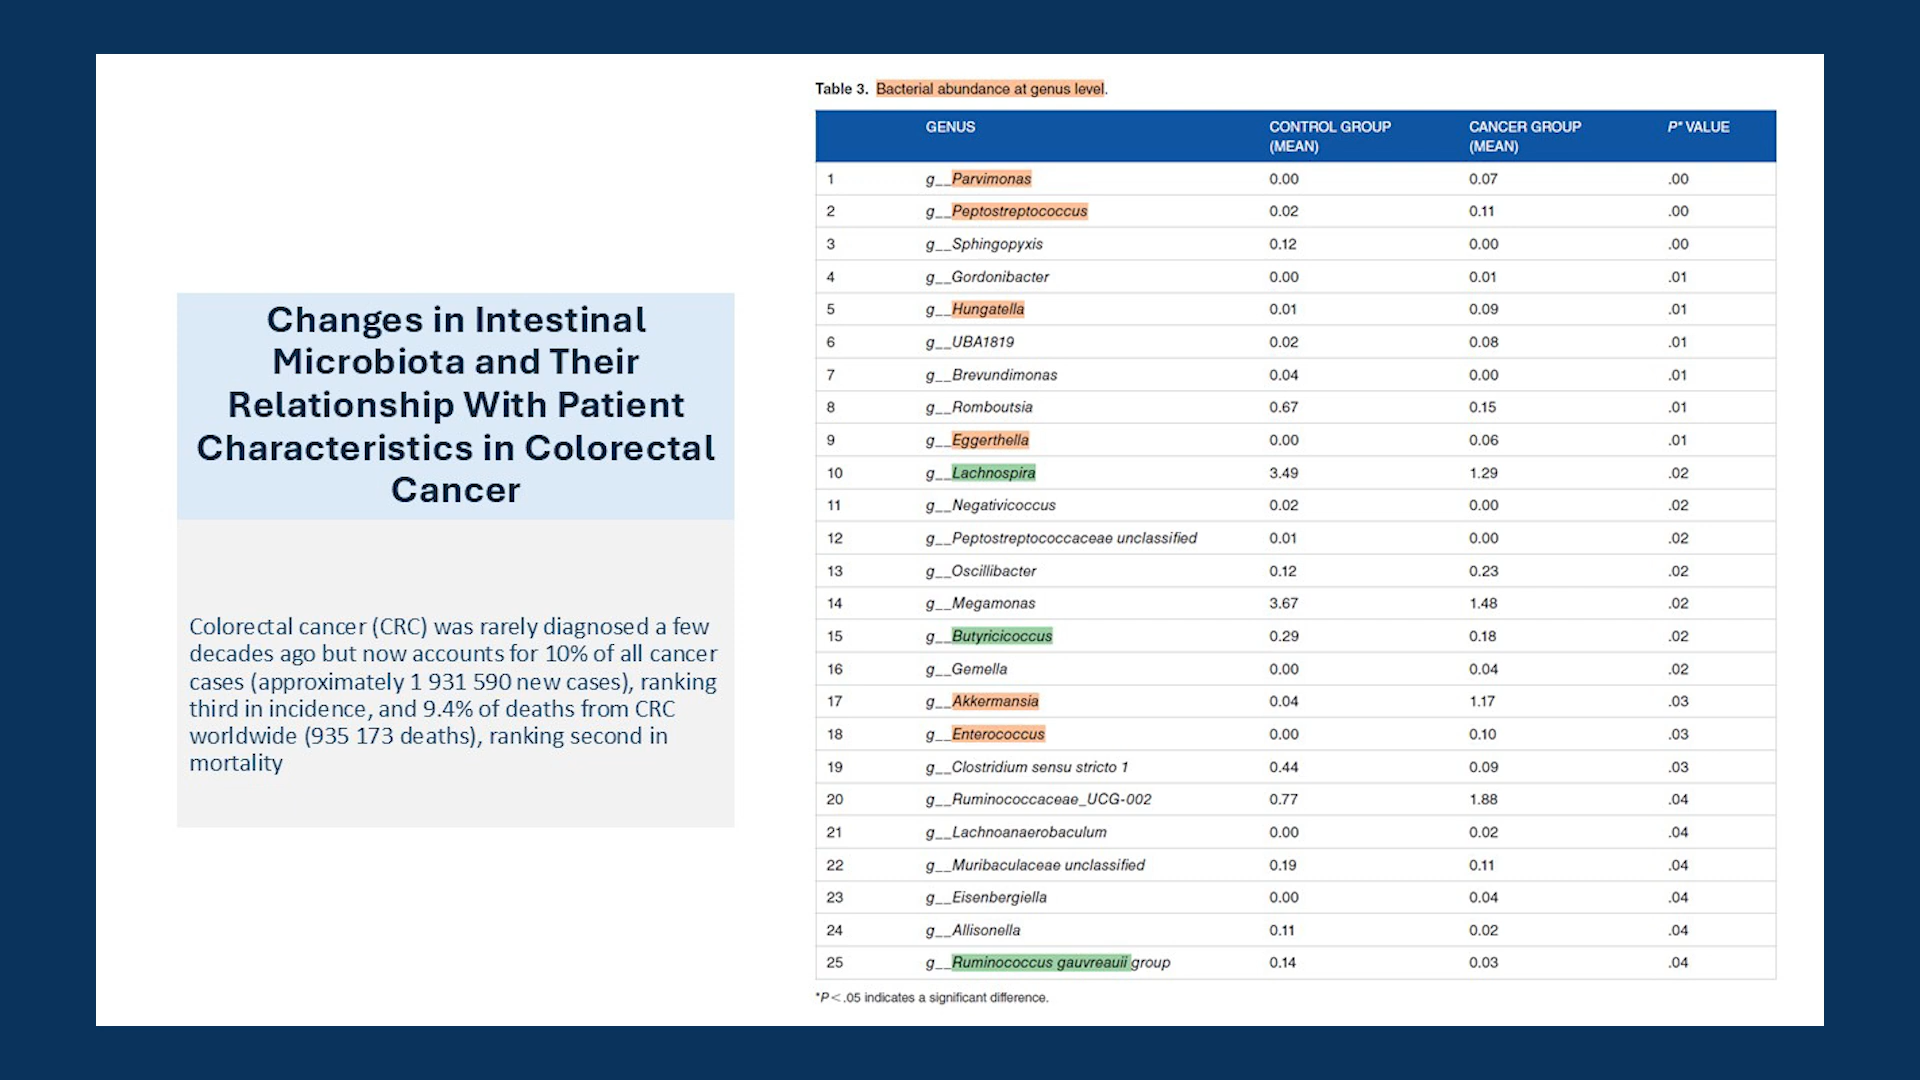 Changes in Intestinal
Microbiota and Their
Relationship With Patient
Characteristics in Colorectal
Cancer
Colorectal cancer (CRC) was rarely diagnosed a few
decades ago but now accounts for 10% of all cancer
cases (approximately 1 931 590 new cases), ranking
third in incidence, and 9.4% of deaths from CRC
worldwide (935 173 deaths), ranking second in
mortality
Table 3. Bacterial abundance at genus level.
GENUS CONTROL GROUP (MEAN) CANCER GROUP (MEAN) P* VALUE
1 g__Parvimonas 0.00 0.07 .00
2 g__Peptostreptococcus 0.02 0.11 .00
3 g__Sphingopyxis 0.12 0.00 .00
4 g__Gordonibacter 0.00 0.01 .01
5 g__Hungatella 0.01 0.09 .01
6 g__UBA1819 0.02 0.08 .01
7 g__Brevundimonas 0.04 0.00 .01
8 g__Romboutsia 0.67 0.15 .01
9 g__Eggerthella 0.00 0.06 .01
10 g__Lachnospira 3.49 1.29 .02
11 g__Negativicoccus 0.02 0.00 .02
12 g__Peptostreptococcaceae unclassified 0.01 0.00 .02
13 g__Oscillibacter 0.12 0.23 .02
14 g__Megamonas 3.67 1.48 .02
15 g__Butyricicoccus 0.29 0.18 .02
16 g__Gemella 0.00 0.04 .02
17 g__Akkermansia 0.04 1.17 .03
18 g__Enterococcus 0.00 0.10 .03
19 g__Clostridium sensu stricto 1 0.44 0.09 .03
20 g__Ruminococcaceae_UCG-002 0.77 1.88 .04
21 g__Lachnoanaerobaculum 0.00 0.02 .04
22 g__Muribaculaceae unclassified 0.19 0.11 .04
23 g__Eisenbergiella 0.00 0.04 .04
24 g__Allisonella 0.11 0.02 .04
25 g__Ruminococcus gauvreauii group 0.14 0.03 .04
*P < .05 indicates a significant difference.